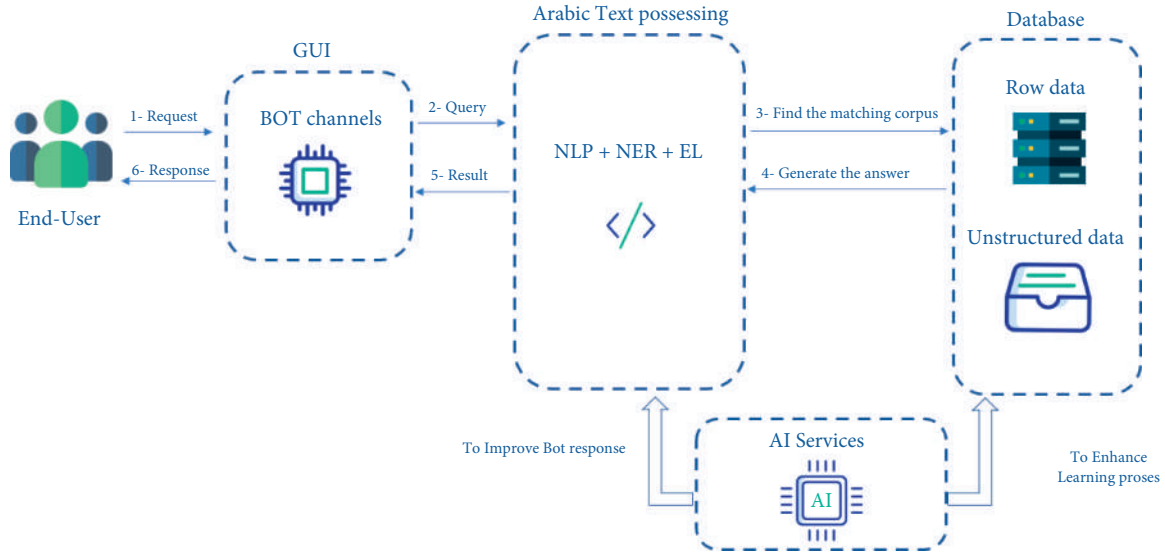 Arabic Text possessing
Database
GUI
Row data
1- Request
BOT channels
2- Query
3- Find the matching corpus
NLP + NER + EL
6- Response
5- Result
4- Generate the answer
End-User
</>
Unstructured data
To Improve Bot response
AI Services
To Enhance
Learning proses
AI